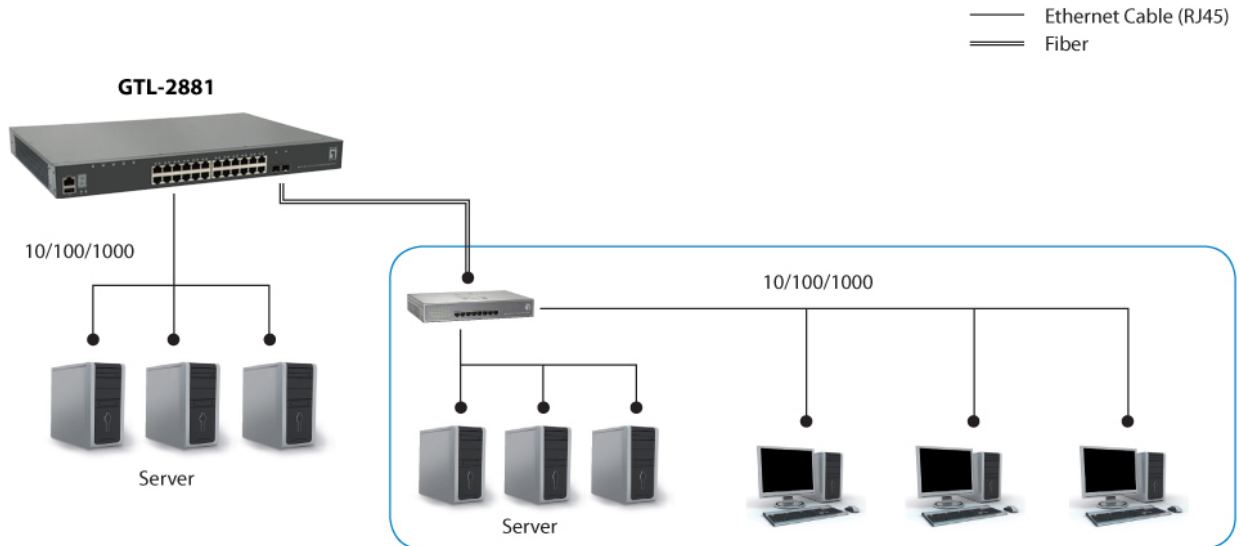 Ethernet Cable (RJ45)
Fiber
GTL-2881
10/100/1000
10/100/1000
Server
Server